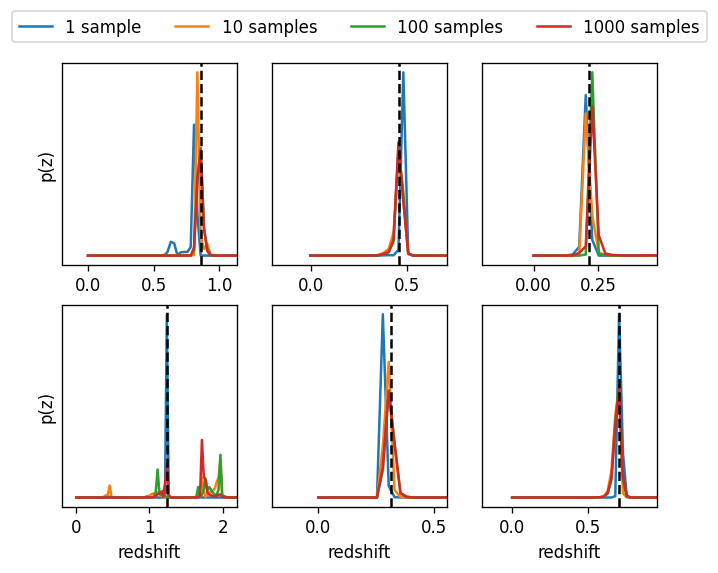 1 sample 10 samples 100 samples 1000 samples
p(z)
0.0 0.5 1.0
0.0 0.5
0.00 0.25
p(z)
0 1 2
0.0 0.5
0.0 0.5
redshift redshift redshift